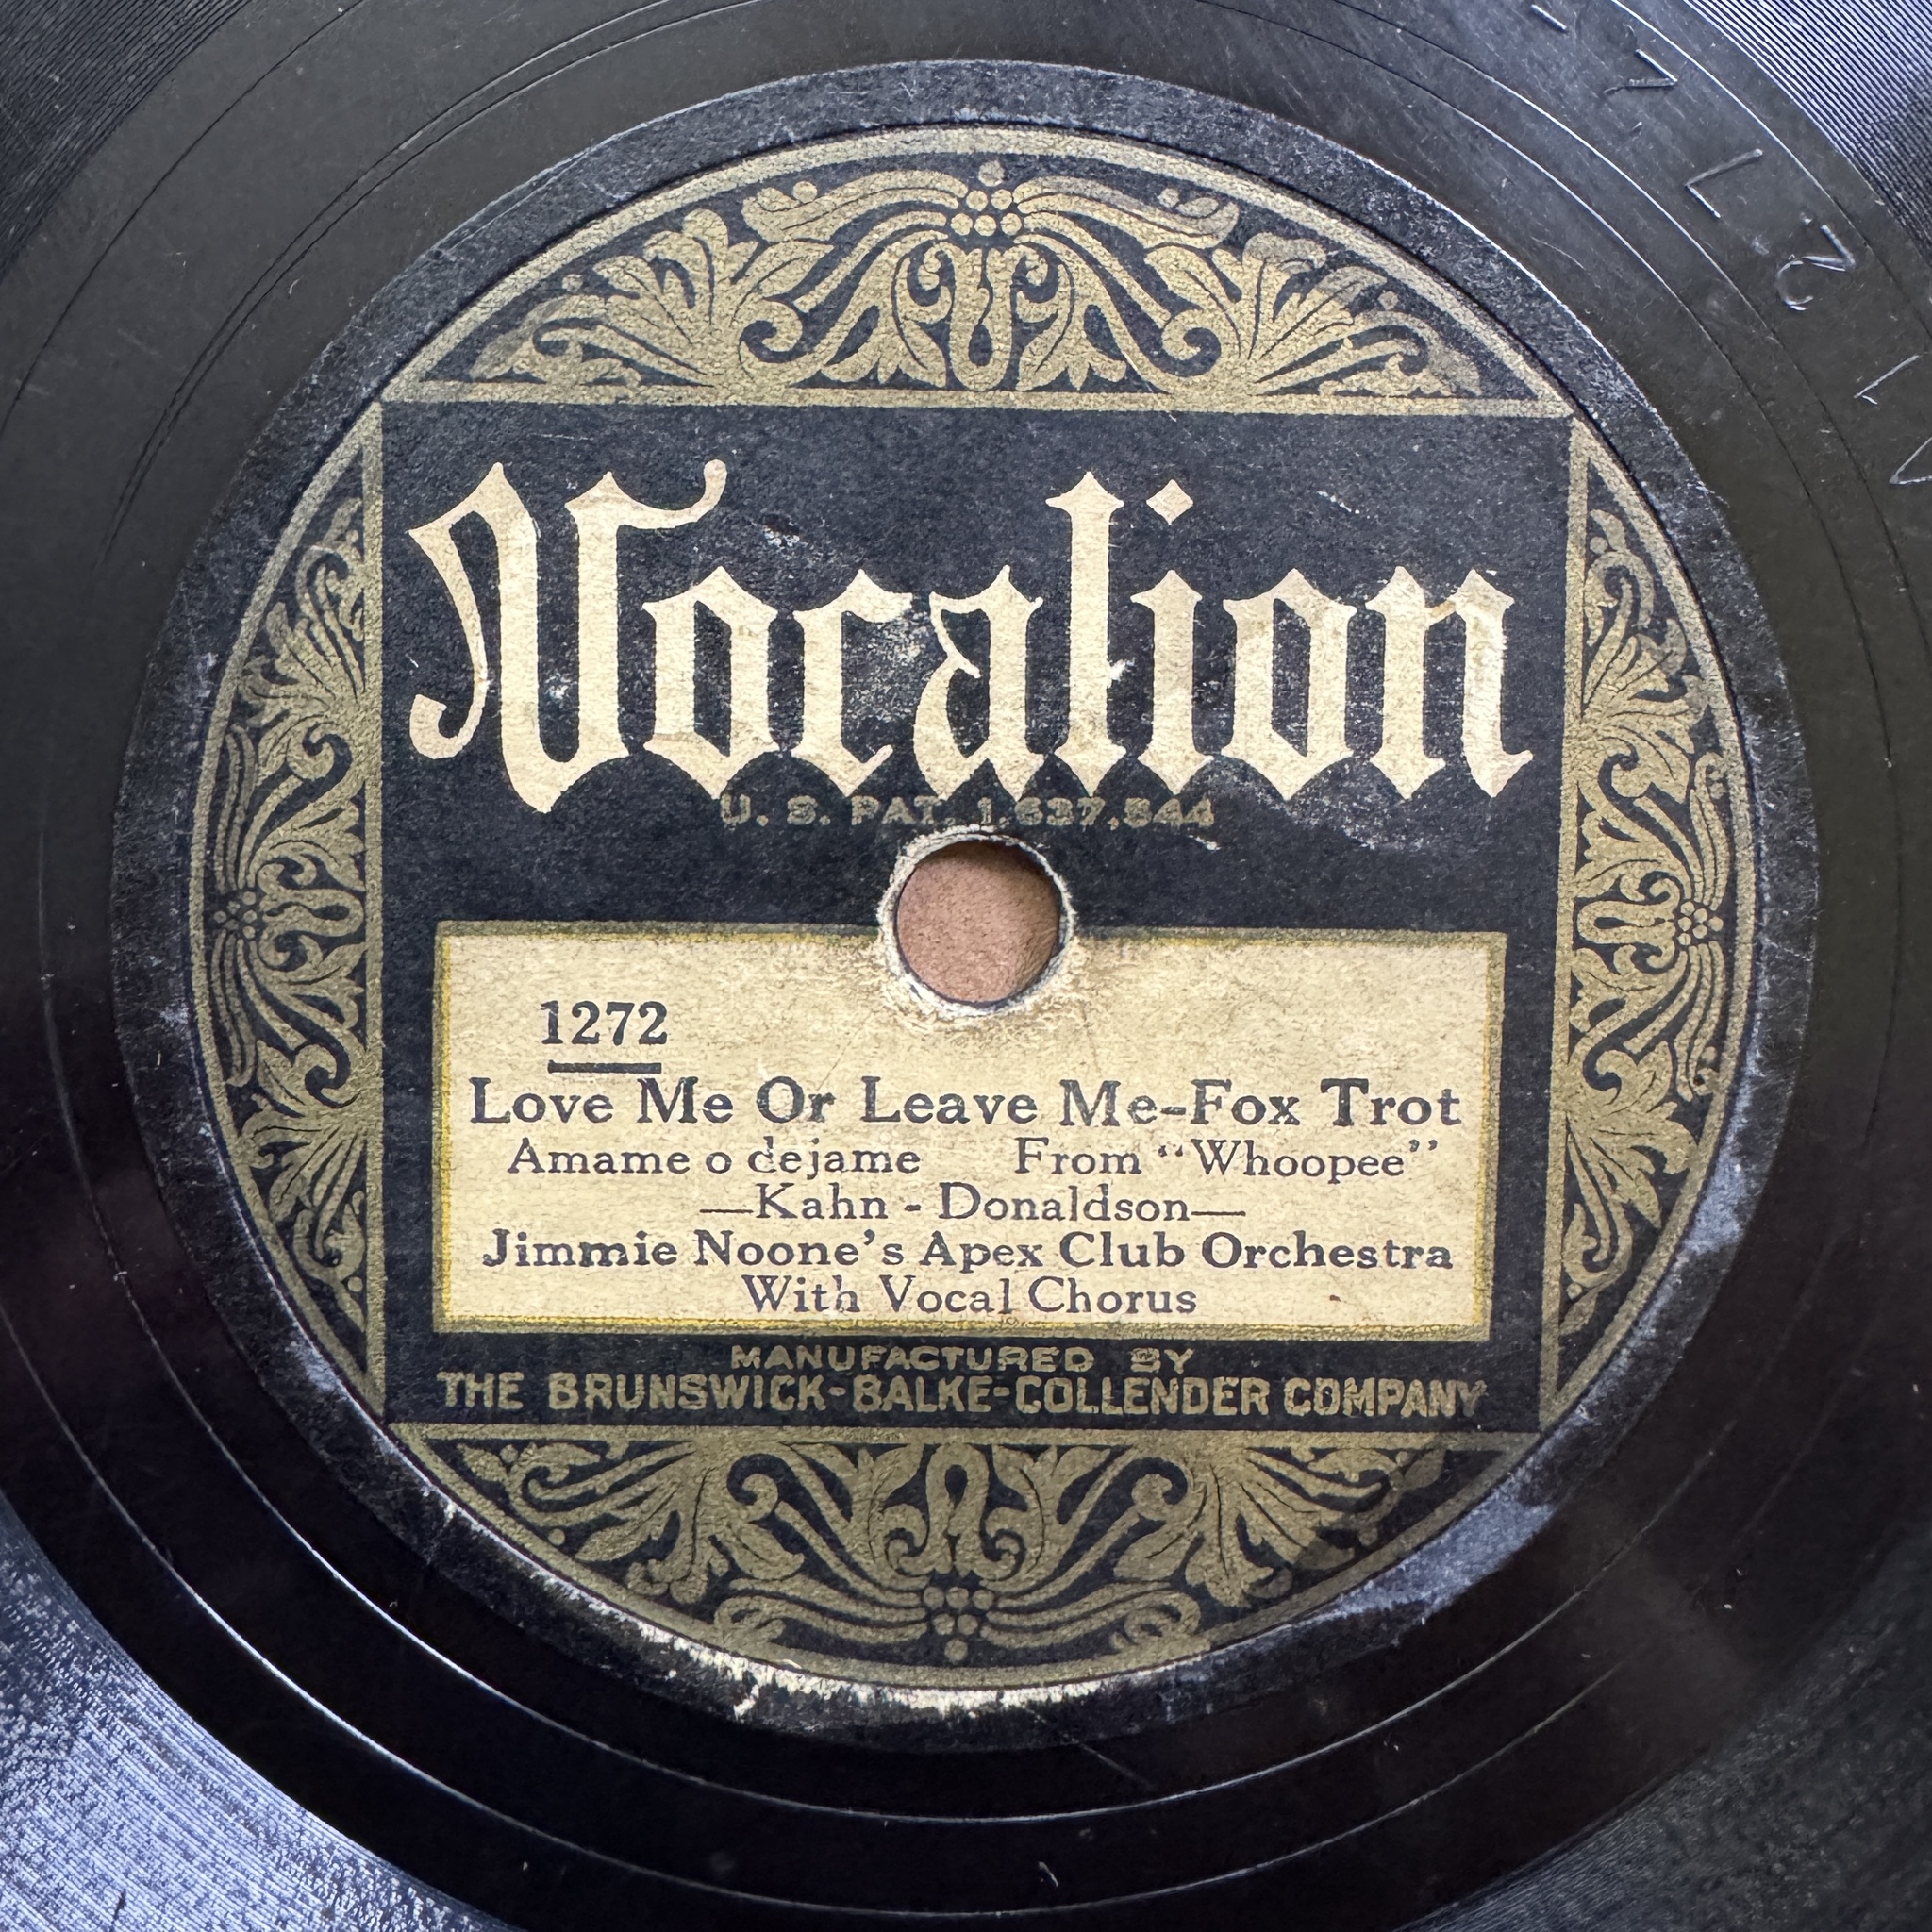 Vocalion
U. S. PAT. 1,637,544
1272
Love Me Or Leave Me-Fox Trot
Amame o dejame From “Whoopee”
—Kahn - Donaldson—
Jimmie Noone’s Apex Club Orchestra
With Vocal Chorus
MANUFACTURED BY
THE BRUNSWICK-BALKE-COLLENDER COMPANY